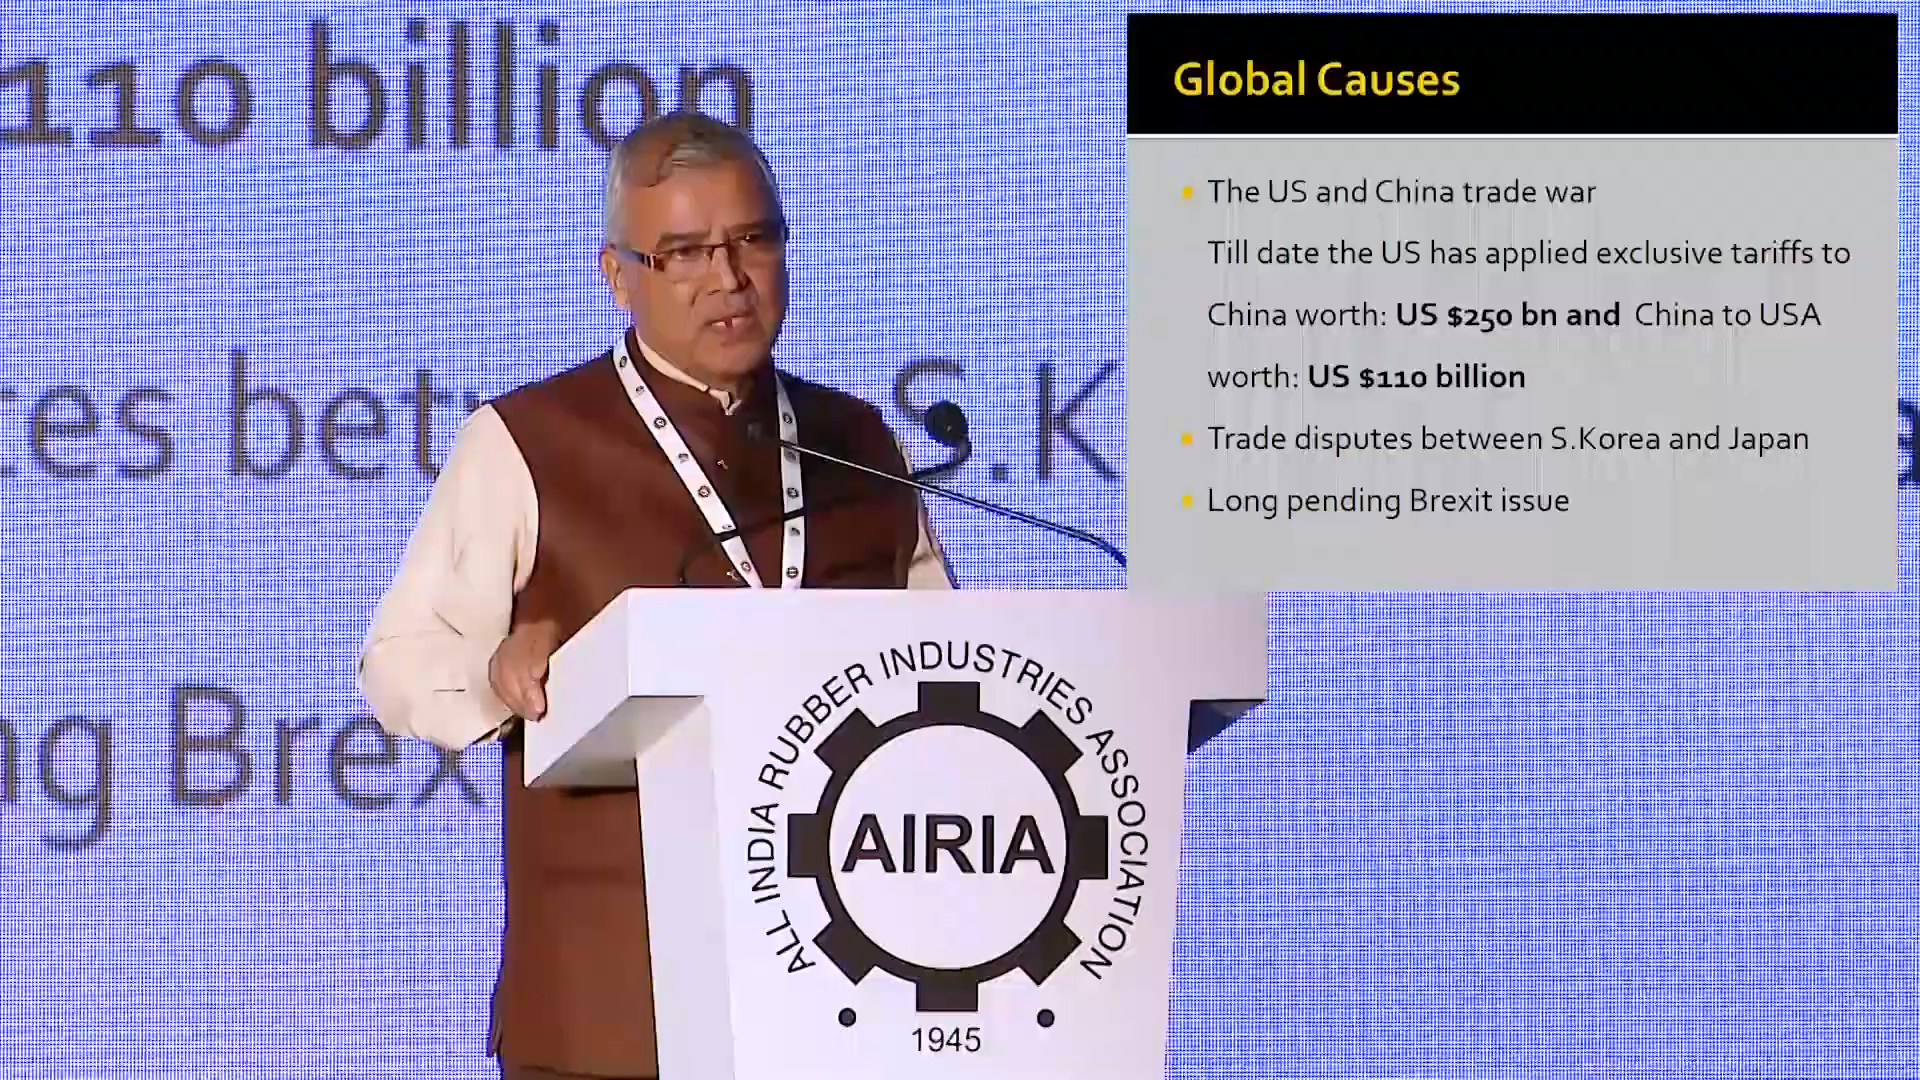 110 billion
tes bet S.K
ng Brex
Global Causes
The US and China trade war
Till date the US has applied exclusive tariffs to
China worth: US $250 bn and China to USA
worth: US $110 billion
Trade disputes between S.Korea and Japan
Long pending Brexit issue
ALL INDIA RUBBER INDUSTRIES ASSOCIATION
AIRIA
1945